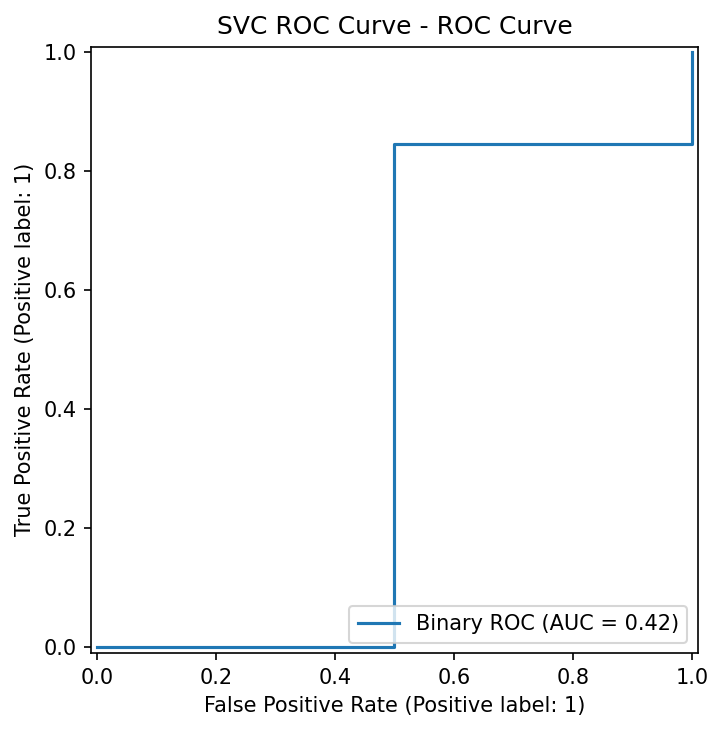 SVC ROC Curve - ROC Curve
True Positive Rate (Positive label: 1)
1.0
0.8
0.6
0.4
0.2
0.0
Binary ROC (AUC = 0.42)
0.0 0.2 0.4 0.6 0.8 1.0
False Positive Rate (Positive label: 1)